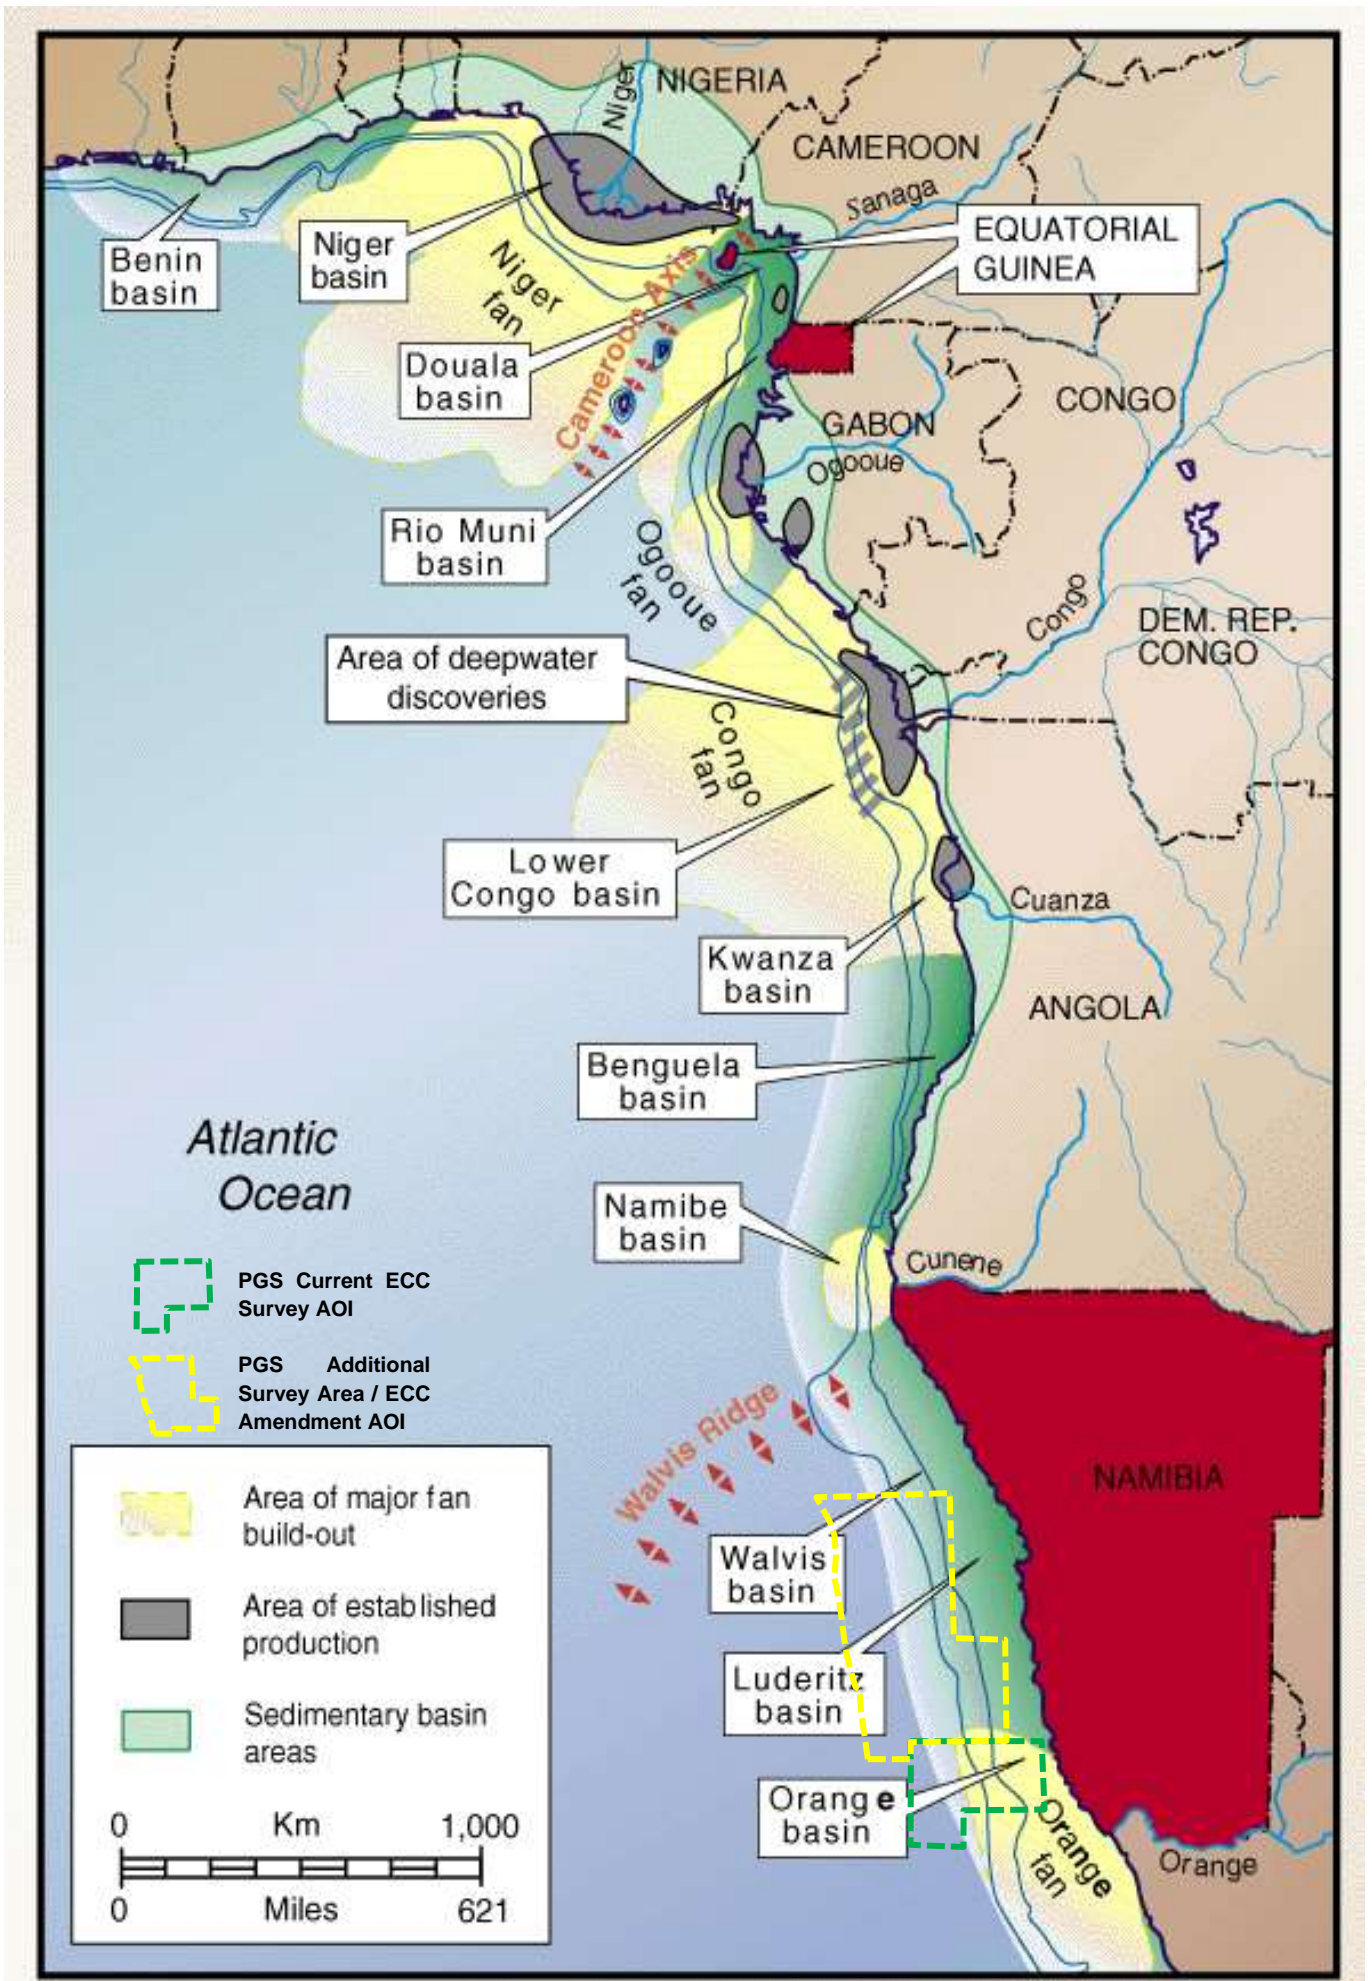 NIGERIA
Niger
CAMEROON
Sanaga
EQUATORIAL
GUINEA
Benin
basin
Niger
basin
Niger
fan
Cameroon Axis
Douala
basin
CONGO
GABON
Ogooue
Rio Muni
basin
Ogooue
fan
Congo
DEM. REP.
CONGO
Area of deepwater
discoveries
Congo
fan
Lower
Congo basin
Cuanza
Kwanza
basin
ANGOLA
Benguela
basin
Atlantic
Ocean
Namibe
basin
Cunene
PGS Current ECC
Survey AOI
PGS Additional
Survey Area / ECC
Amendment AOI
Walvis Ridge
NAMIBIA
Walvis
basin
Luderitz
basin
Orange
basin
Orange
fan
Orange
Area of major fan
build-out
Area of established
production
Sedimentary basin
areas
0 Km 1,000
0 Miles 621